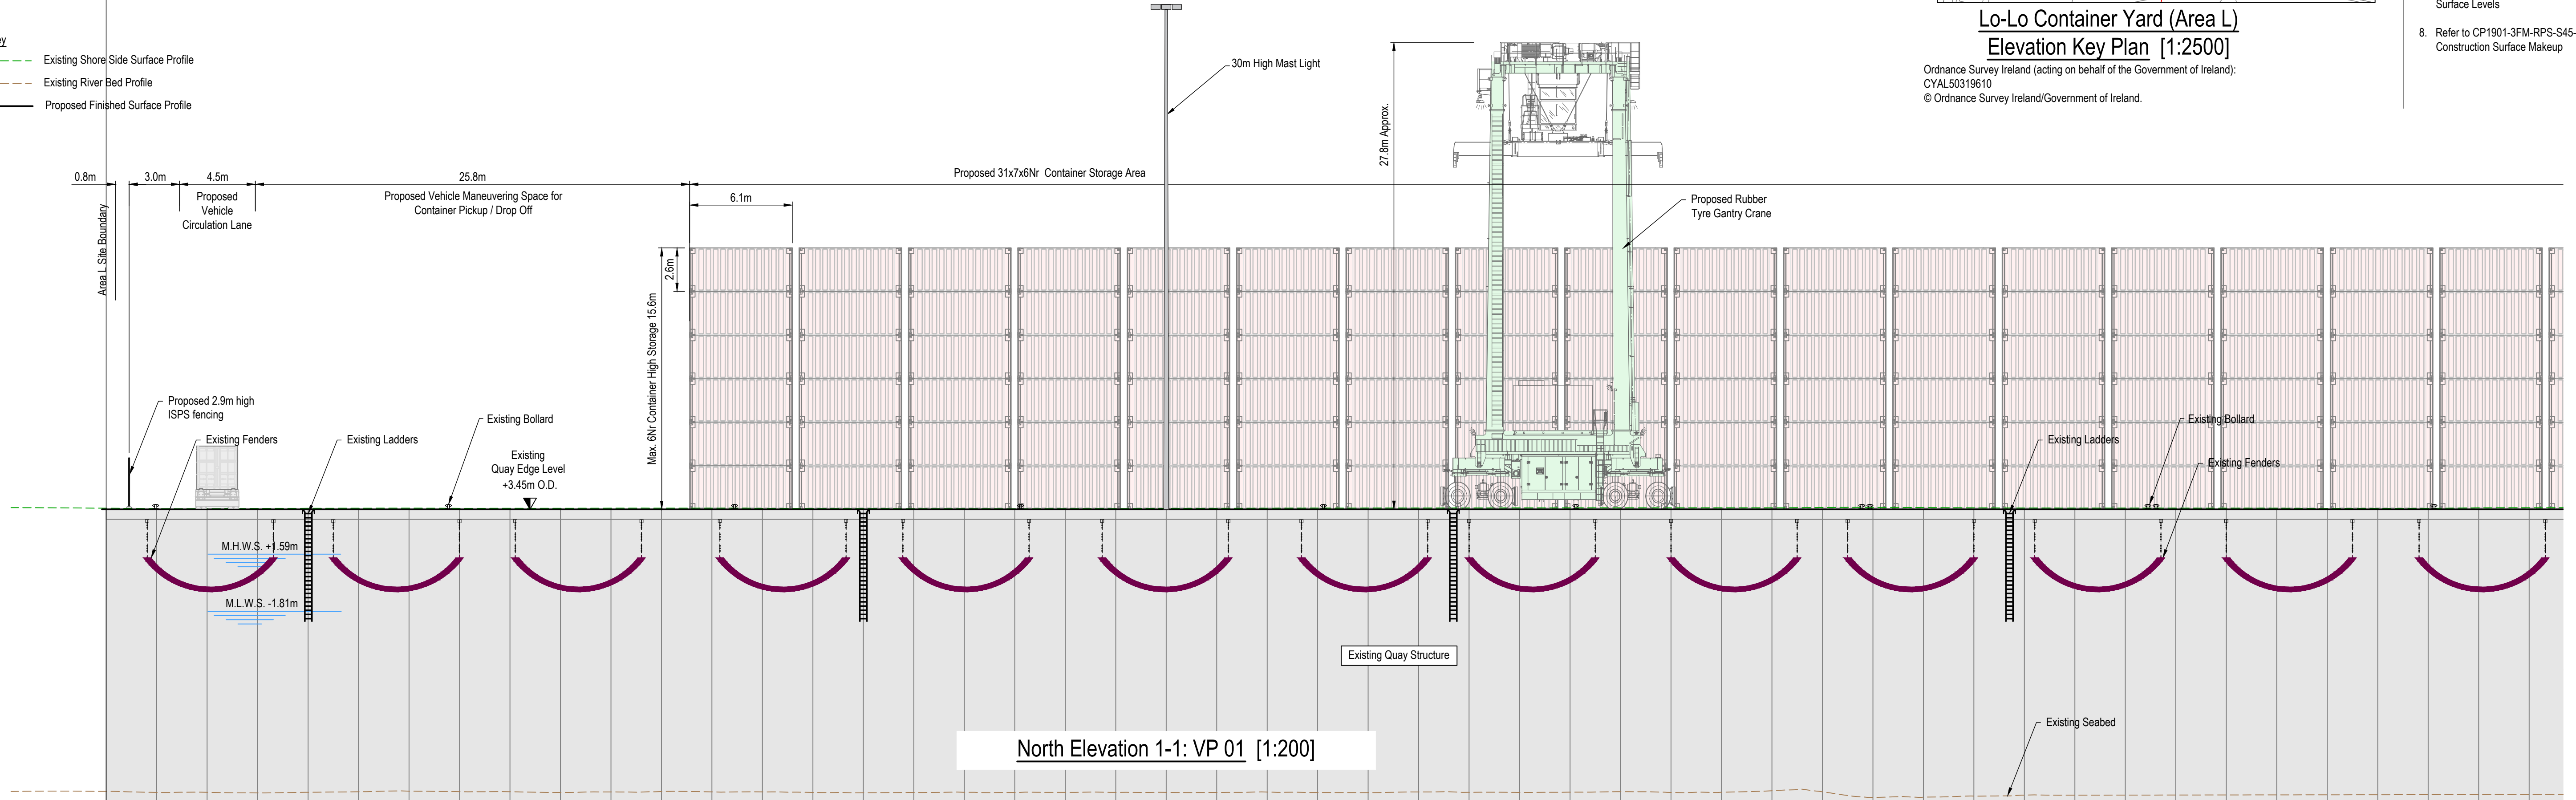 Lo-Lo Container Yard (Area L)
Elevation Key Plan [1:2500]
Ordnance Survey Ireland (acting on behalf of the Government of Ireland):
CYAL50319610
© Ordnance Survey Ireland/Government of Ireland.
Surface Levels
8. Refer to CP1901-3FM-RPS-S45-
Construction Surface Makeup
Existing Shore Side Surface Profile
Existing River Bed Profile
Proposed Finished Surface Profile
30m High Mast Light
27.8m Approx.
0.8m
3.0m
4.5m
25.8m
Proposed 31x7x6Nr Container Storage Area
Proposed
Vehicle
Circulation Lane
Proposed Vehicle Maneuvering Space for
Container Pickup / Drop Off
6.1m
Proposed Rubber
Tyre Gantry Crane
Area L Site Boundary
2.6m
Max. 6Nr Container High Storage 15.6m
Proposed 2.9m high
ISPS fencing
Existing Fenders
Existing Ladders
Existing Bollard
Existing
Quay Edge Level
+3.45m O.D.
Existing Bollard
Existing Ladders
Existing Fenders
M.H.W.S. +1.59m
M.L.W.S. -1.81m
Existing Quay Structure
Existing Seabed
North Elevation 1-1: VP 01 [1:200]